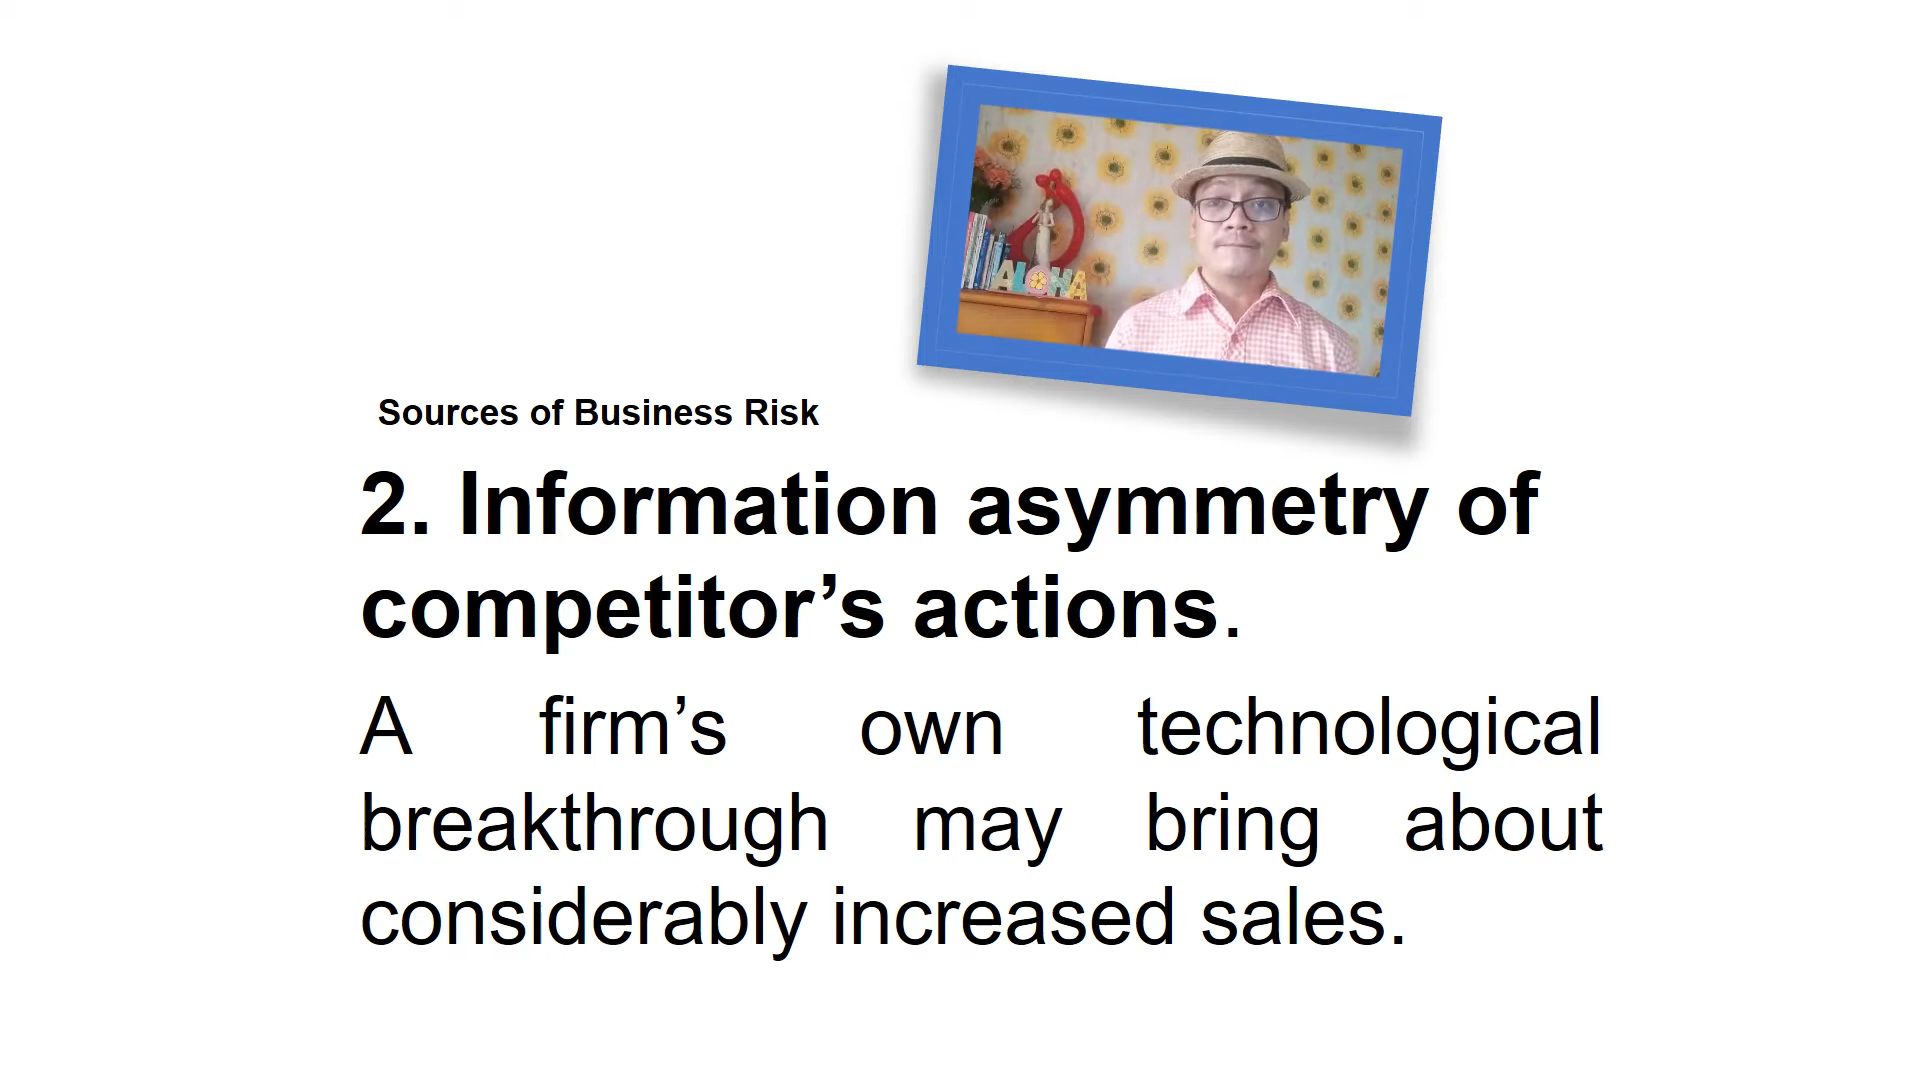 ALOHA
Sources of Business Risk
2. Information asymmetry of
competitor’s actions.
A firm’s own technological
breakthrough may bring about
considerably increased sales.